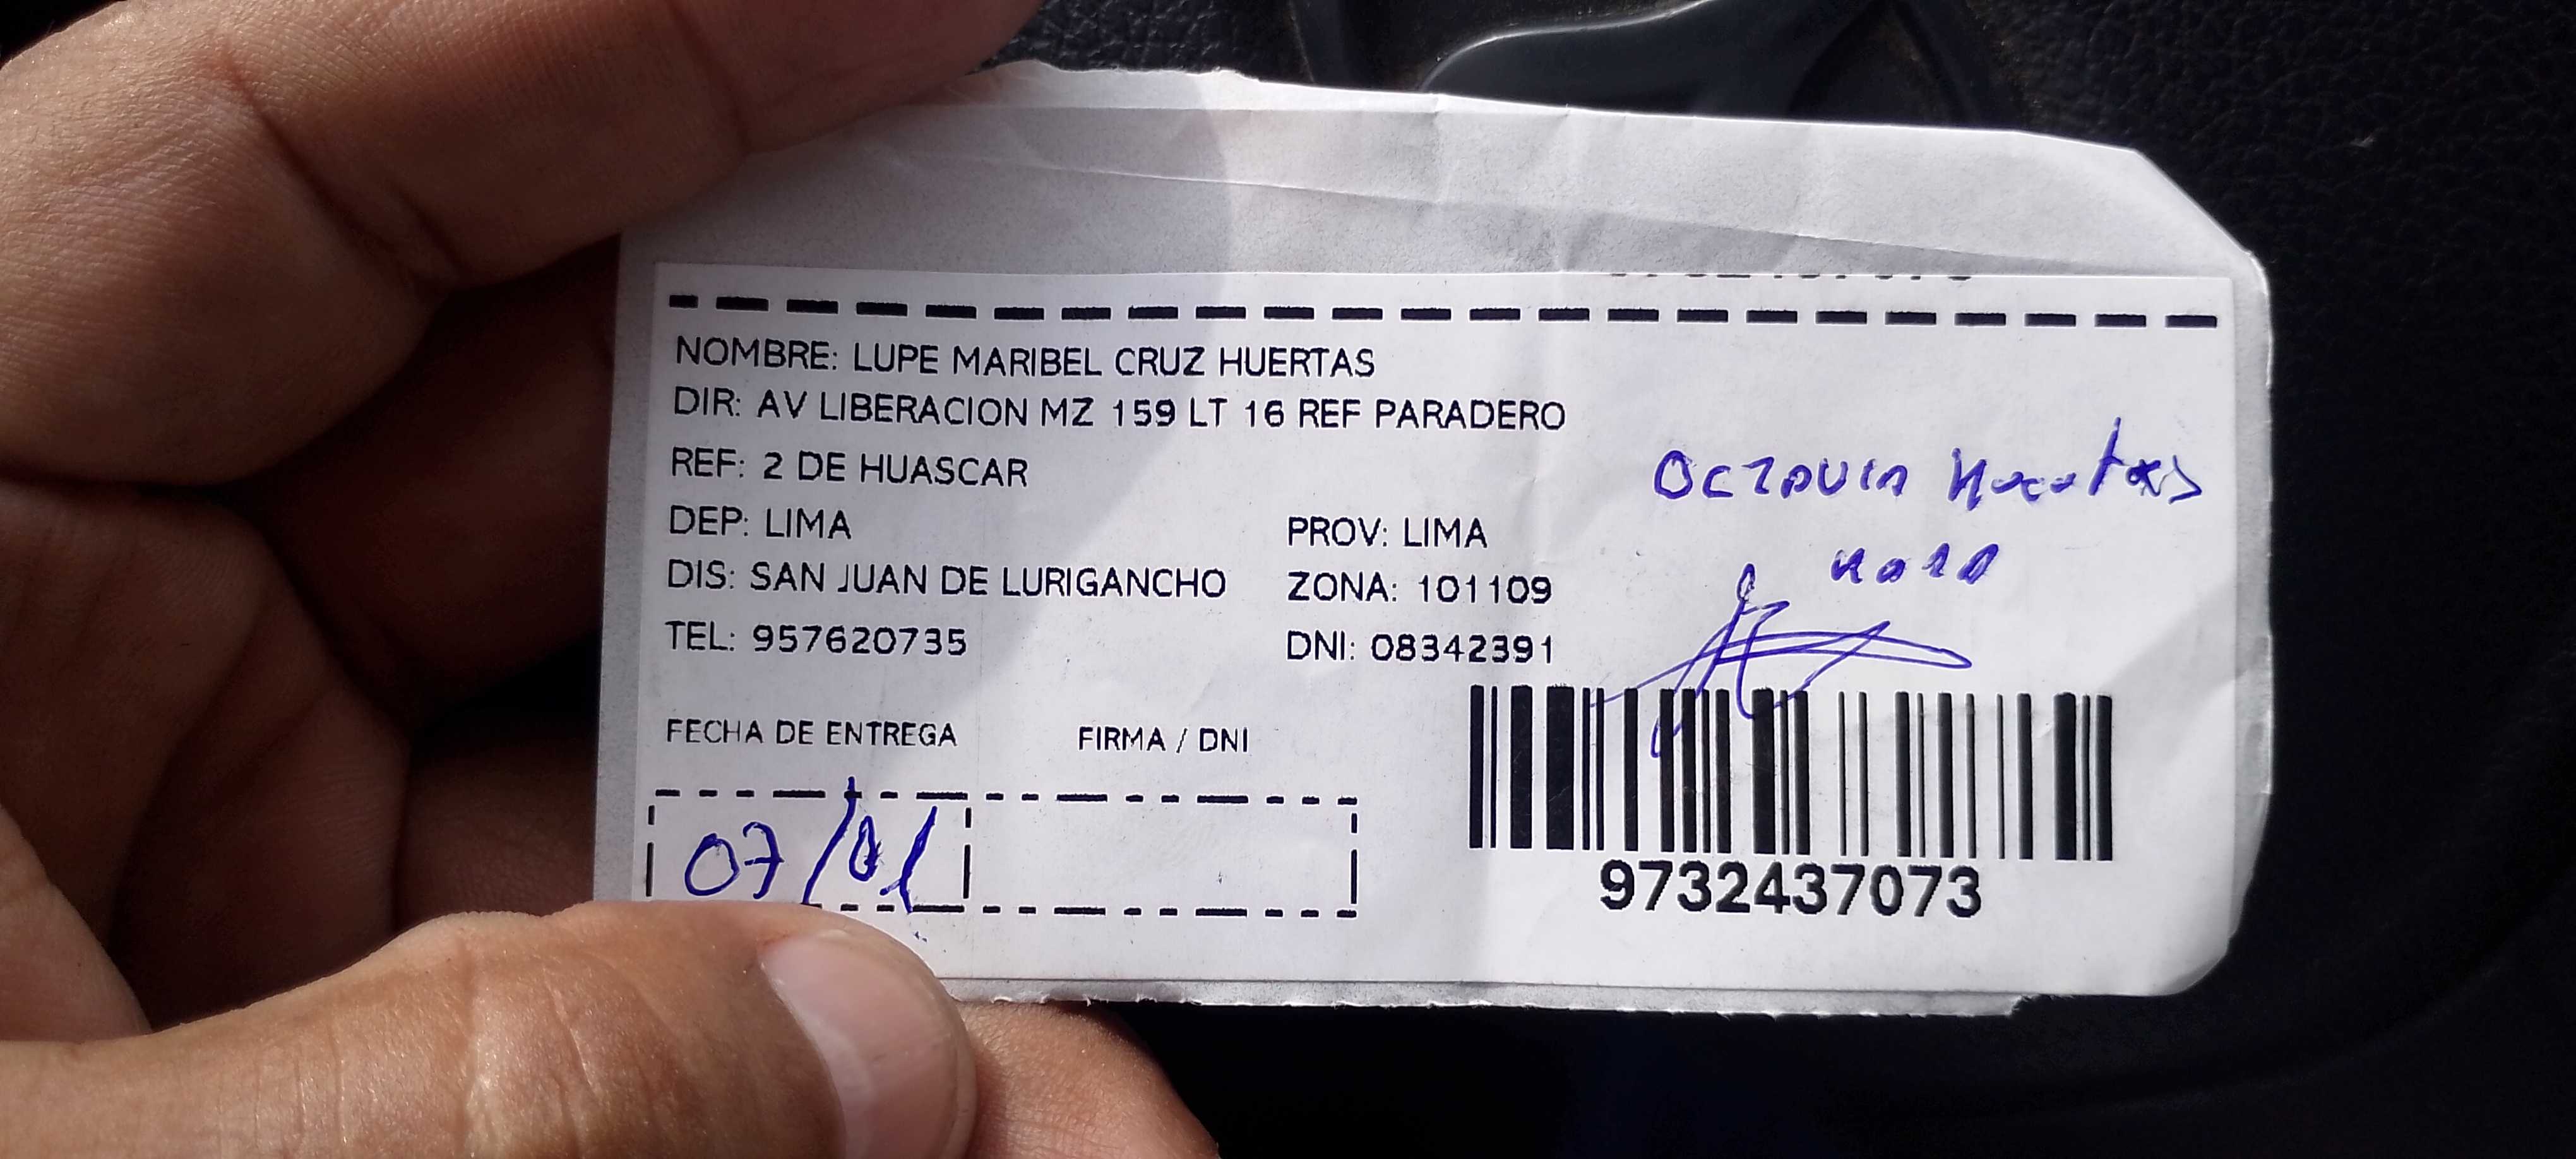 NOMBRE: LUPE MARIBEL CRUZ HUERTAS
DIR: AV LIBERACION MZ 159 LT 16 REF PARADERO
REF: 2 DE HUASCAR
DEP: LIMA PROV: LIMA
DIS: SAN JUAN DE LURIGANCHO ZONA: 101109
TEL: 957620735 DNI: 08342391
Octavia Huertas
FECHA DE ENTREGA FIRMA / DNI
07/01
9732437073